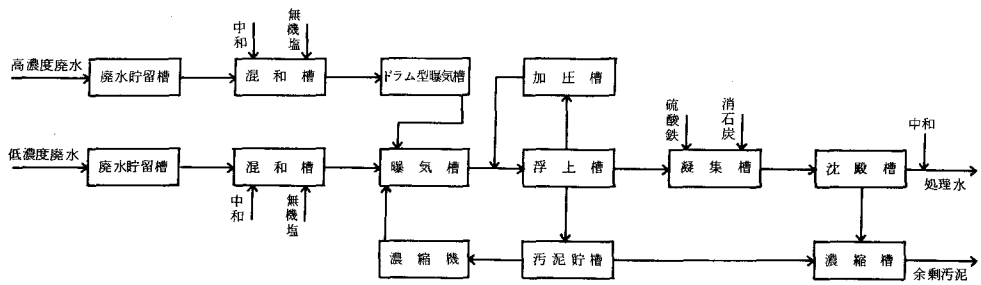 中和
無機塩
高濃度廃水
廃水貯留槽
混和槽
ドラム型曝気槽
加圧槽
硫酸鉄
消石炭
中和
低濃度廃水
廃水貯留槽
混和槽
曝気槽
浮上槽
凝集槽
沈殿槽
処理水
中和
無機塩
濃縮機
汚泥貯槽
濃縮槽
余剰汚泥